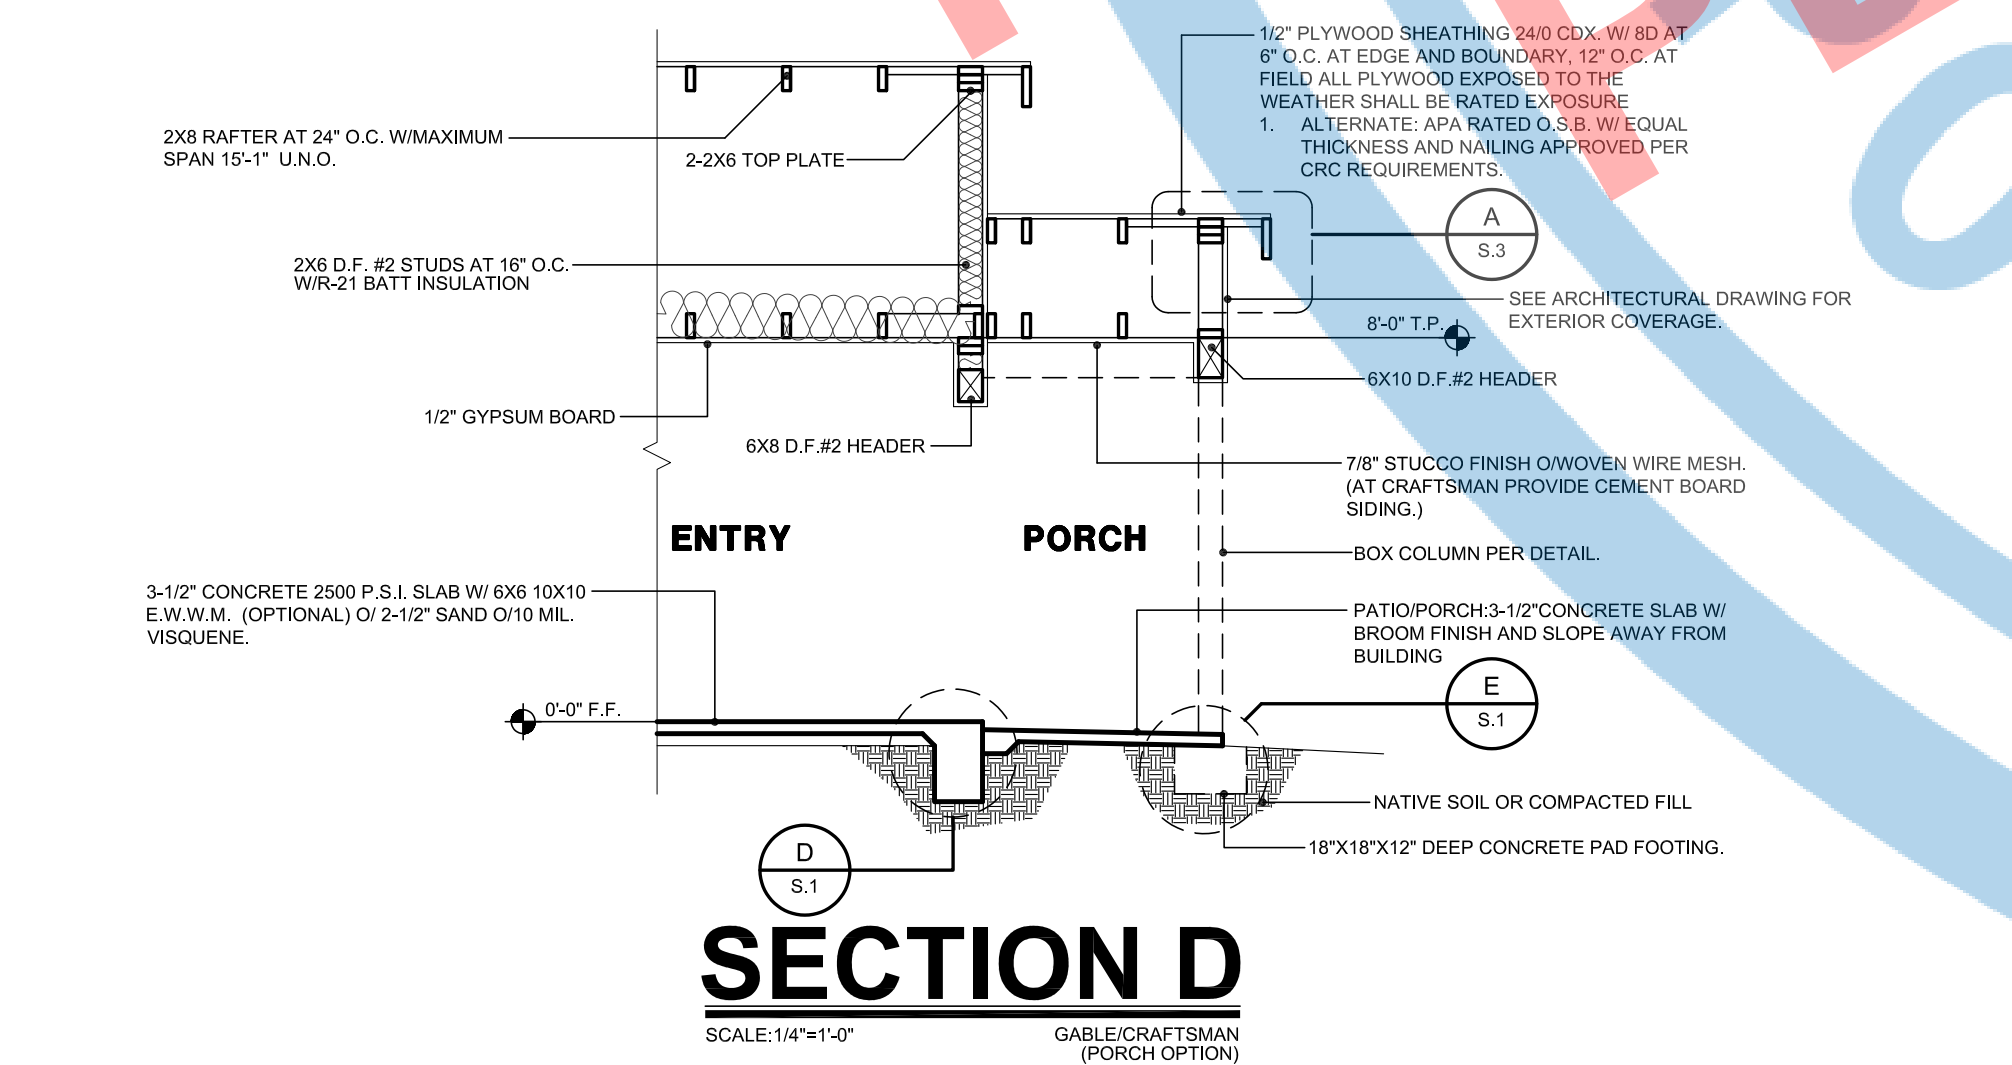 1/2" PLYWOOD SHEATHING 24/0 CDX. W/ 8D AT
6" O.C. AT EDGE AND BOUNDARY, 12" O.C. AT
FIELD ALL PLYWOOD EXPOSED TO THE
WEATHER SHALL BE RATED EXPOSURE
1. ALTERNATE: APA RATED O.S.B. W/ EQUAL
THICKNESS AND NAILING APPROVED PER
CRC REQUIREMENTS.
2X8 RAFTER AT 24" O.C. W/MAXIMUM
SPAN 15'-1" U.N.O.
2-2X6 TOP PLATE
A
S.3
2X6 D.F. #2 STUDS AT 16" O.C.
W/R-21 BATT INSULATION
SEE ARCHITECTURAL DRAWING FOR
EXTERIOR COVERAGE.
8'-0" T.P.
6X10 D.F.#2 HEADER
1/2" GYPSUM BOARD
6X8 D.F.#2 HEADER
7/8" STUCCO FINISH O/WOVEN WIRE MESH.
(AT CRAFTSMAN PROVIDE CEMENT BOARD
SIDING.)
ENTRY
PORCH
BOX COLUMN PER DETAIL.
3-1/2" CONCRETE 2500 P.S.I. SLAB W/ 6X6 10X10
E.W.W.M. (OPTIONAL) O/ 2-1/2" SAND O/10 MIL.
VISQUENE.
PATIO/PORCH:3-1/2"CONCRETE SLAB W/
BROOM FINISH AND SLOPE AWAY FROM
BUILDING
E
S.1
0'-0" F.F.
NATIVE SOIL OR COMPACTED FILL
18"X18"X12" DEEP CONCRETE PAD FOOTING.
D
S.1
SECTION D
SCALE:1/4"=1'-0"
GABLE/CRAFTSMAN
(PORCH OPTION)